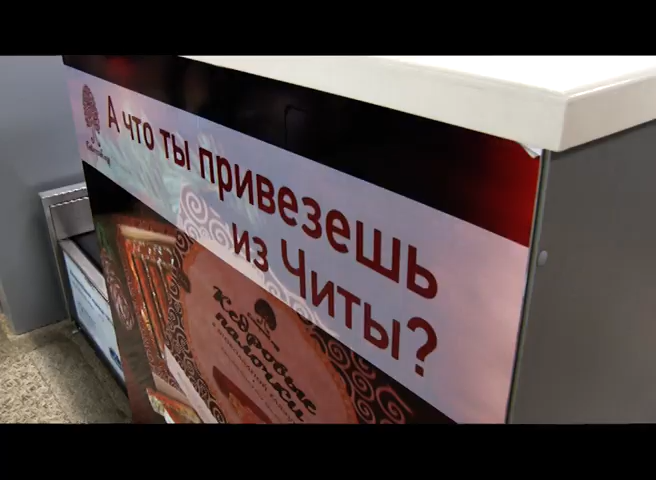 А что ты привезешь
из Читы?
Кедровые
палочки